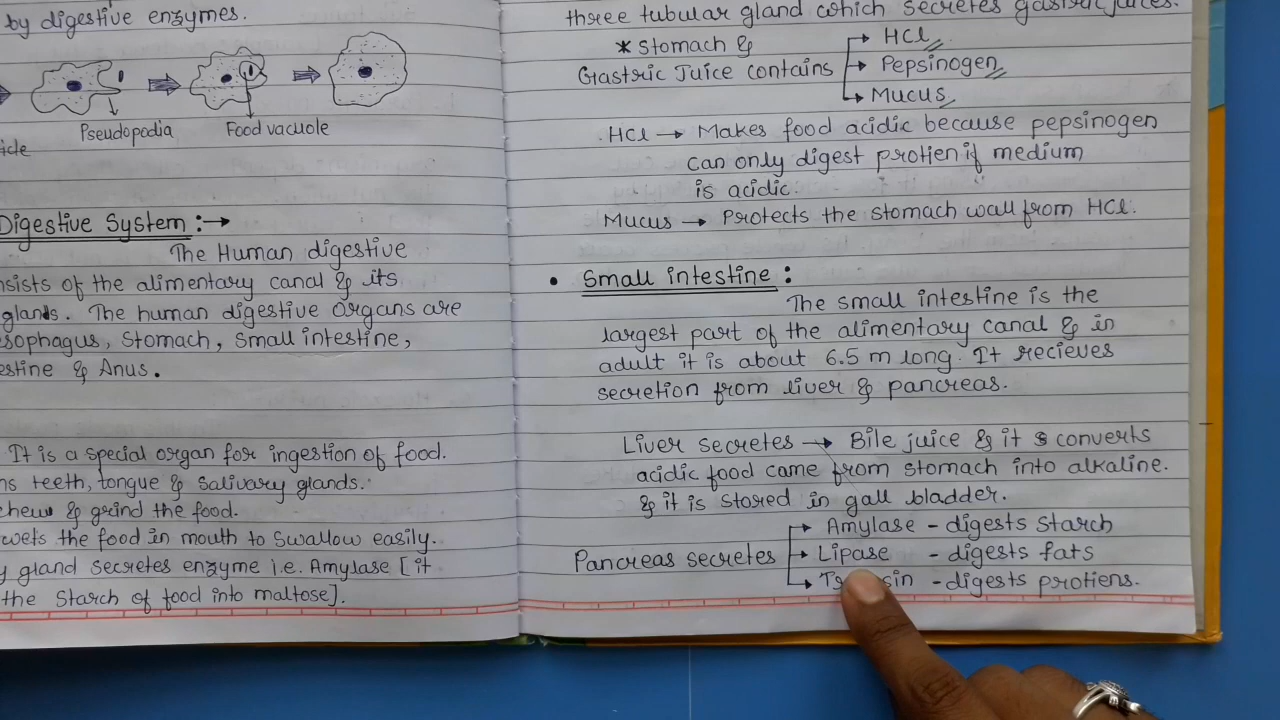 by digestive enzymes.
Pseudopodia
Food vacuole
Digestive System :→
The Human digestive
of the alimentary canal & its
glands. The human digestive organs are
Stomach, Small intestine,
& Anus.
It is a special organ for ingestion of food.
teeth, tongue & Salivary glands.
& grind the food.
wets the food in mouth to Swallow easily.
gland secretes enzyme i.e. Amylase [it
the Starch of food into maltose].
three tubular gland which secretes gastric juices.
* Stomach &
Gastric Juice contains
HCl
Pepsinogen
Mucus
HCl → Makes food acidic because pepsinogen
can only digest protien if medium
is acidic.
Mucus → Protects the stomach wall from HCl.
• Small intestine :
The small intestine is the
largest part of the alimentary canal & in
adult it is about 6.5 m long. It recieves
secretion from liver & pancreas.
Liver secretes → Bile juice & it converts
acidic food came from stomach into alkaline.
& it is stored in gall bladder.
Pancreas secretes
Amylase - digests Starch
Lipase - digests fats
- digests protiens.